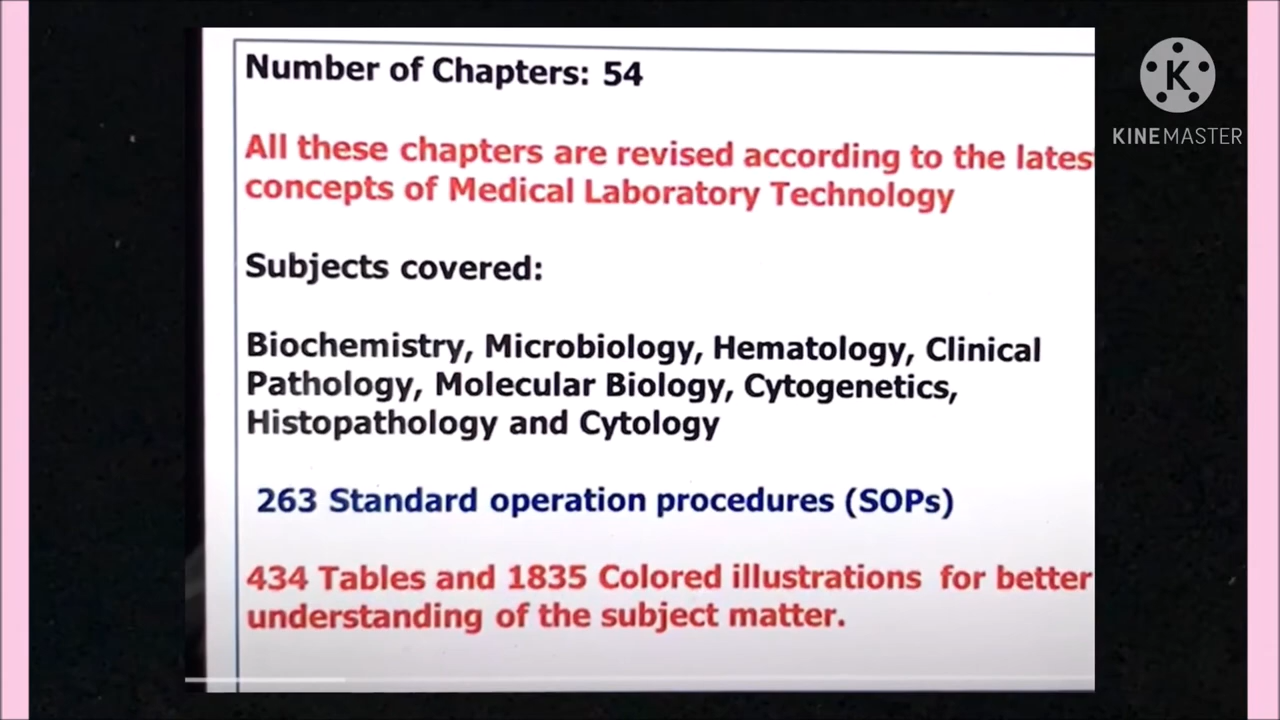 Number of Chapters: 54
All these chapters are revised according to the lates
concepts of Medical Laboratory Technology
Subjects covered:
Biochemistry, Microbiology, Hematology, Clinical
Pathology, Molecular Biology, Cytogenetics,
Histopathology and Cytology
263 Standard operation procedures (SOPs)
434 Tables and 1835 Colored illustrations for better
understanding of the subject matter.
K
KINEMASTER